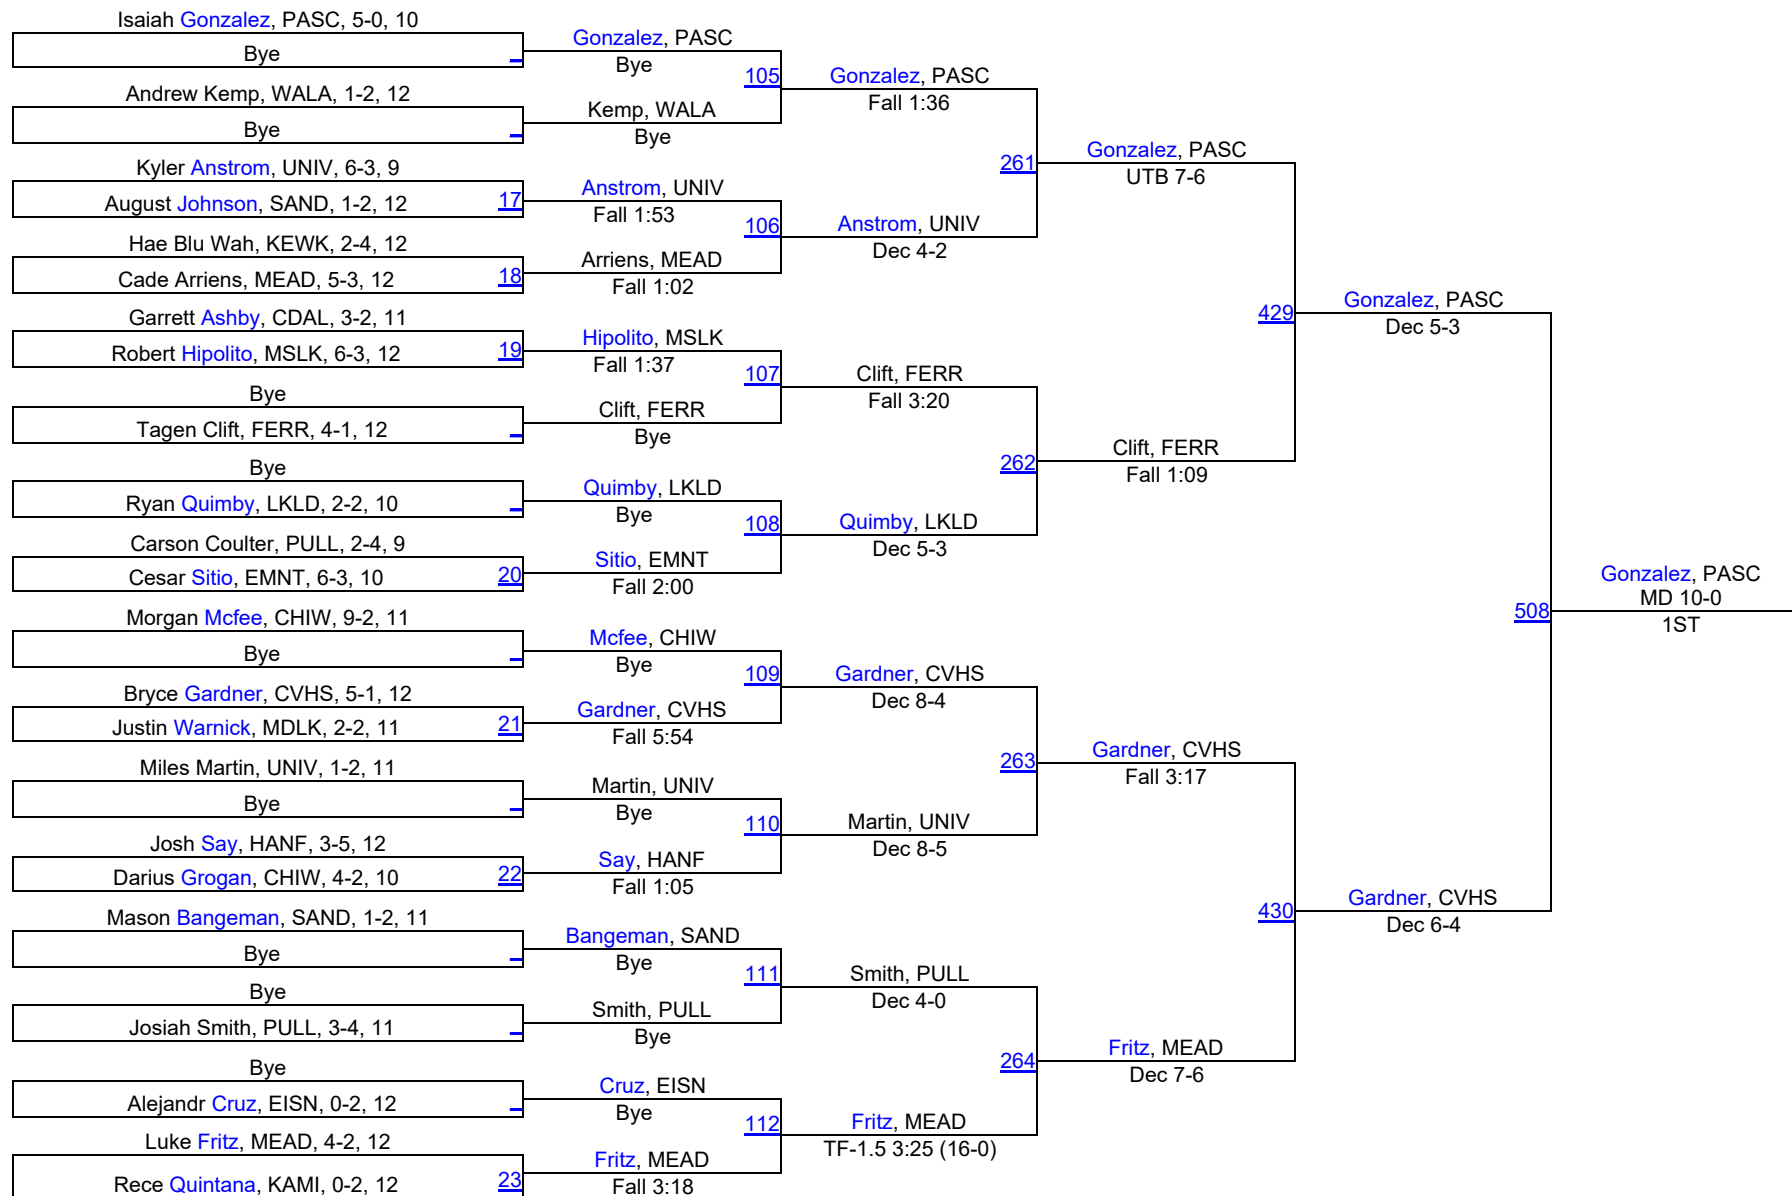 Isaiah Gonzalez, PASC, 5-0, 10
Bye
Andrew Kemp, WALA, 1-2, 12
Bye
Kyler Anstrom, UNIV, 6-3, 9
August Johnson, SAND, 1-2, 12
17
Hae Blu Wah, KEWK, 2-4, 12
Cade Arriens, MEAD, 5-3, 12
18
Garrett Ashby, CDAL, 3-2, 11
Robert Hipolito, MSLK, 6-3, 12
19
Bye
Tagen Clift, FERR, 4-1, 12
Bye
Ryan Quimby, LKLD, 2-2, 10
Carson Coulter, PULL, 2-4, 9
Cesar Sitio, EMNT, 6-3, 10
20
Morgan Mcfee, CHIW, 9-2, 11
Bye
Bryce Gardner, CVHS, 5-1, 12
Justin Warnick, MDLK, 2-2, 11
21
Miles Martin, UNIV, 1-2, 11
Bye
Josh Say, HANF, 3-5, 12
Darius Grogan, CHIW, 4-2, 10
22
Mason Bangeman, SAND, 1-2, 11
Bye
Bye
Josiah Smith, PULL, 3-4, 11
Bye
Alejandr Cruz, EISN, 0-2, 12
Luke Fritz, MEAD, 4-2, 12
Rece Quintana, KAMI, 0-2, 12
23
Gonzalez, PASC
Bye
105
Kemp, WALA
Bye
Anstrom, UNIV
Fall 1:53
106
Arriens, MEAD
Fall 1:02
Hipolito, MSLK
Fall 1:37
107
Clift, FERR
Bye
Quimby, LKLD
Bye
108
Sitio, EMNT
Fall 2:00
Mcfee, CHIW
Bye
109
Gardner, CVHS
Fall 5:54
Martin, UNIV
Bye
110
Say, HANF
Fall 1:05
Bangeman, SAND
Bye
111
Smith, PULL
Bye
Cruz, EISN
Bye
112
Fritz, MEAD
Fall 3:18
Gonzalez, PASC
Fall 1:36
261
Anstrom, UNIV
Dec 4-2
Clift, FERR
Fall 3:20
262
Quimby, LKLD
Dec 5-3
Gardner, CVHS
Dec 8-4
263
Martin, UNIV
Dec 8-5
Smith, PULL
Dec 4-0
264
Fritz, MEAD
TF-1.5 3:25 (16-0)
Gonzalez, PASC
UTB 7-6
429
Clift, FERR
Fall 1:09
Gardner, CVHS
Fall 3:17
430
Fritz, MEAD
Dec 7-6
Gonzalez, PASC
Dec 5-3
508
Gardner, CVHS
Dec 6-4
Gonzalez, PASC
MD 10-0
1ST